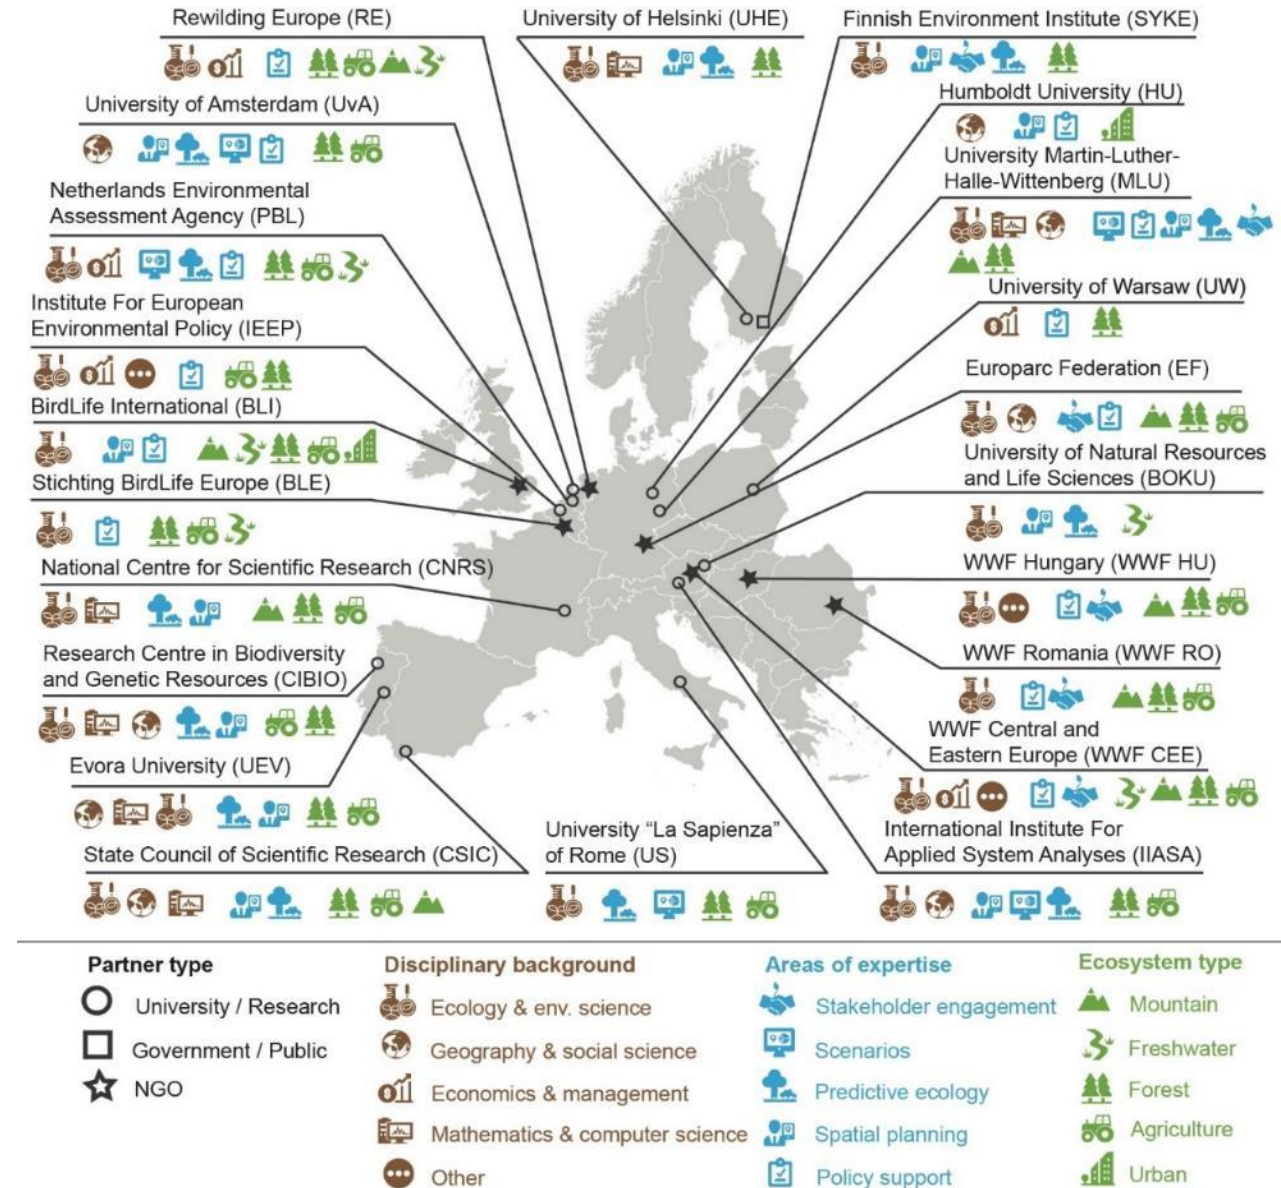 Rewilding Europe (RE)
University of Helsinki (UHE)
Finnish Environment Institute (SYKE)
University of Amsterdam (UvA)
Humboldt University (HU)
University Martin-Luther-
Halle-Wittenberg (MLU)
Netherlands Environmental
Assessment Agency (PBL)
University of Warsaw (UW)
Institute For European
Environmental Policy (IEEP)
Europarc Federation (EF)
BirdLife International (BLI)
University of Natural Resources
and Life Sciences (BOKU)
Stichting BirdLife Europe (BLE)
National Centre for Scientific Research (CNRS)
WWF Hungary (WWF HU)
Research Centre in Biodiversity
and Genetic Resources (CIBIO)
WWF Romania (WWF RO)
WWF Central and
Eastern Europe (WWF CEE)
Evora University (UEV)
University “La Sapienza”
of Rome (US)
International Institute For
Applied System Analyses (IIASA)
State Council of Scientific Research (CSIC)
Partner type
University / Research
Government / Public
NGO
Disciplinary background
Ecology & env. science
Geography & social science
Economics & management
Mathematics & computer science
Other
Areas of expertise
Stakeholder engagement
Scenarios
Predictive ecology
Spatial planning
Policy support
Ecosystem type
Mountain
Freshwater
Forest
Agriculture
Urban